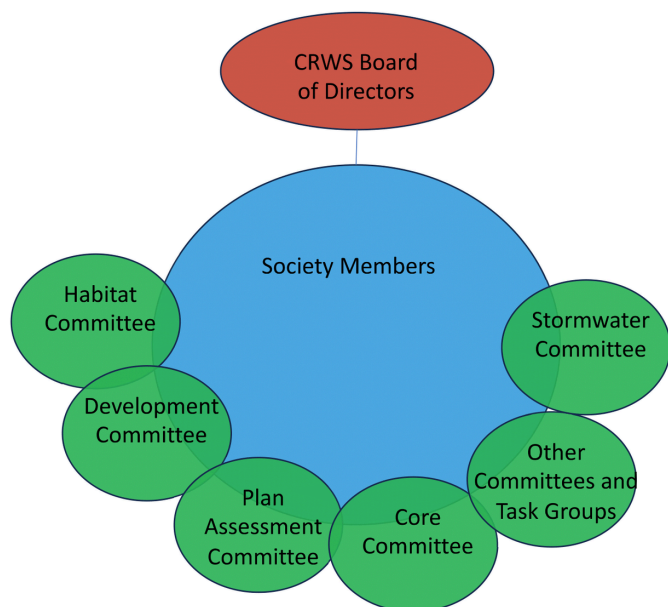 CRWS Board
of Directors
Society Members
Habitat
Committee
Development
Committee
Plan
Assessment
Committee
Core
Committee
Other
Committees and
Task Groups
Stormwater
Committee